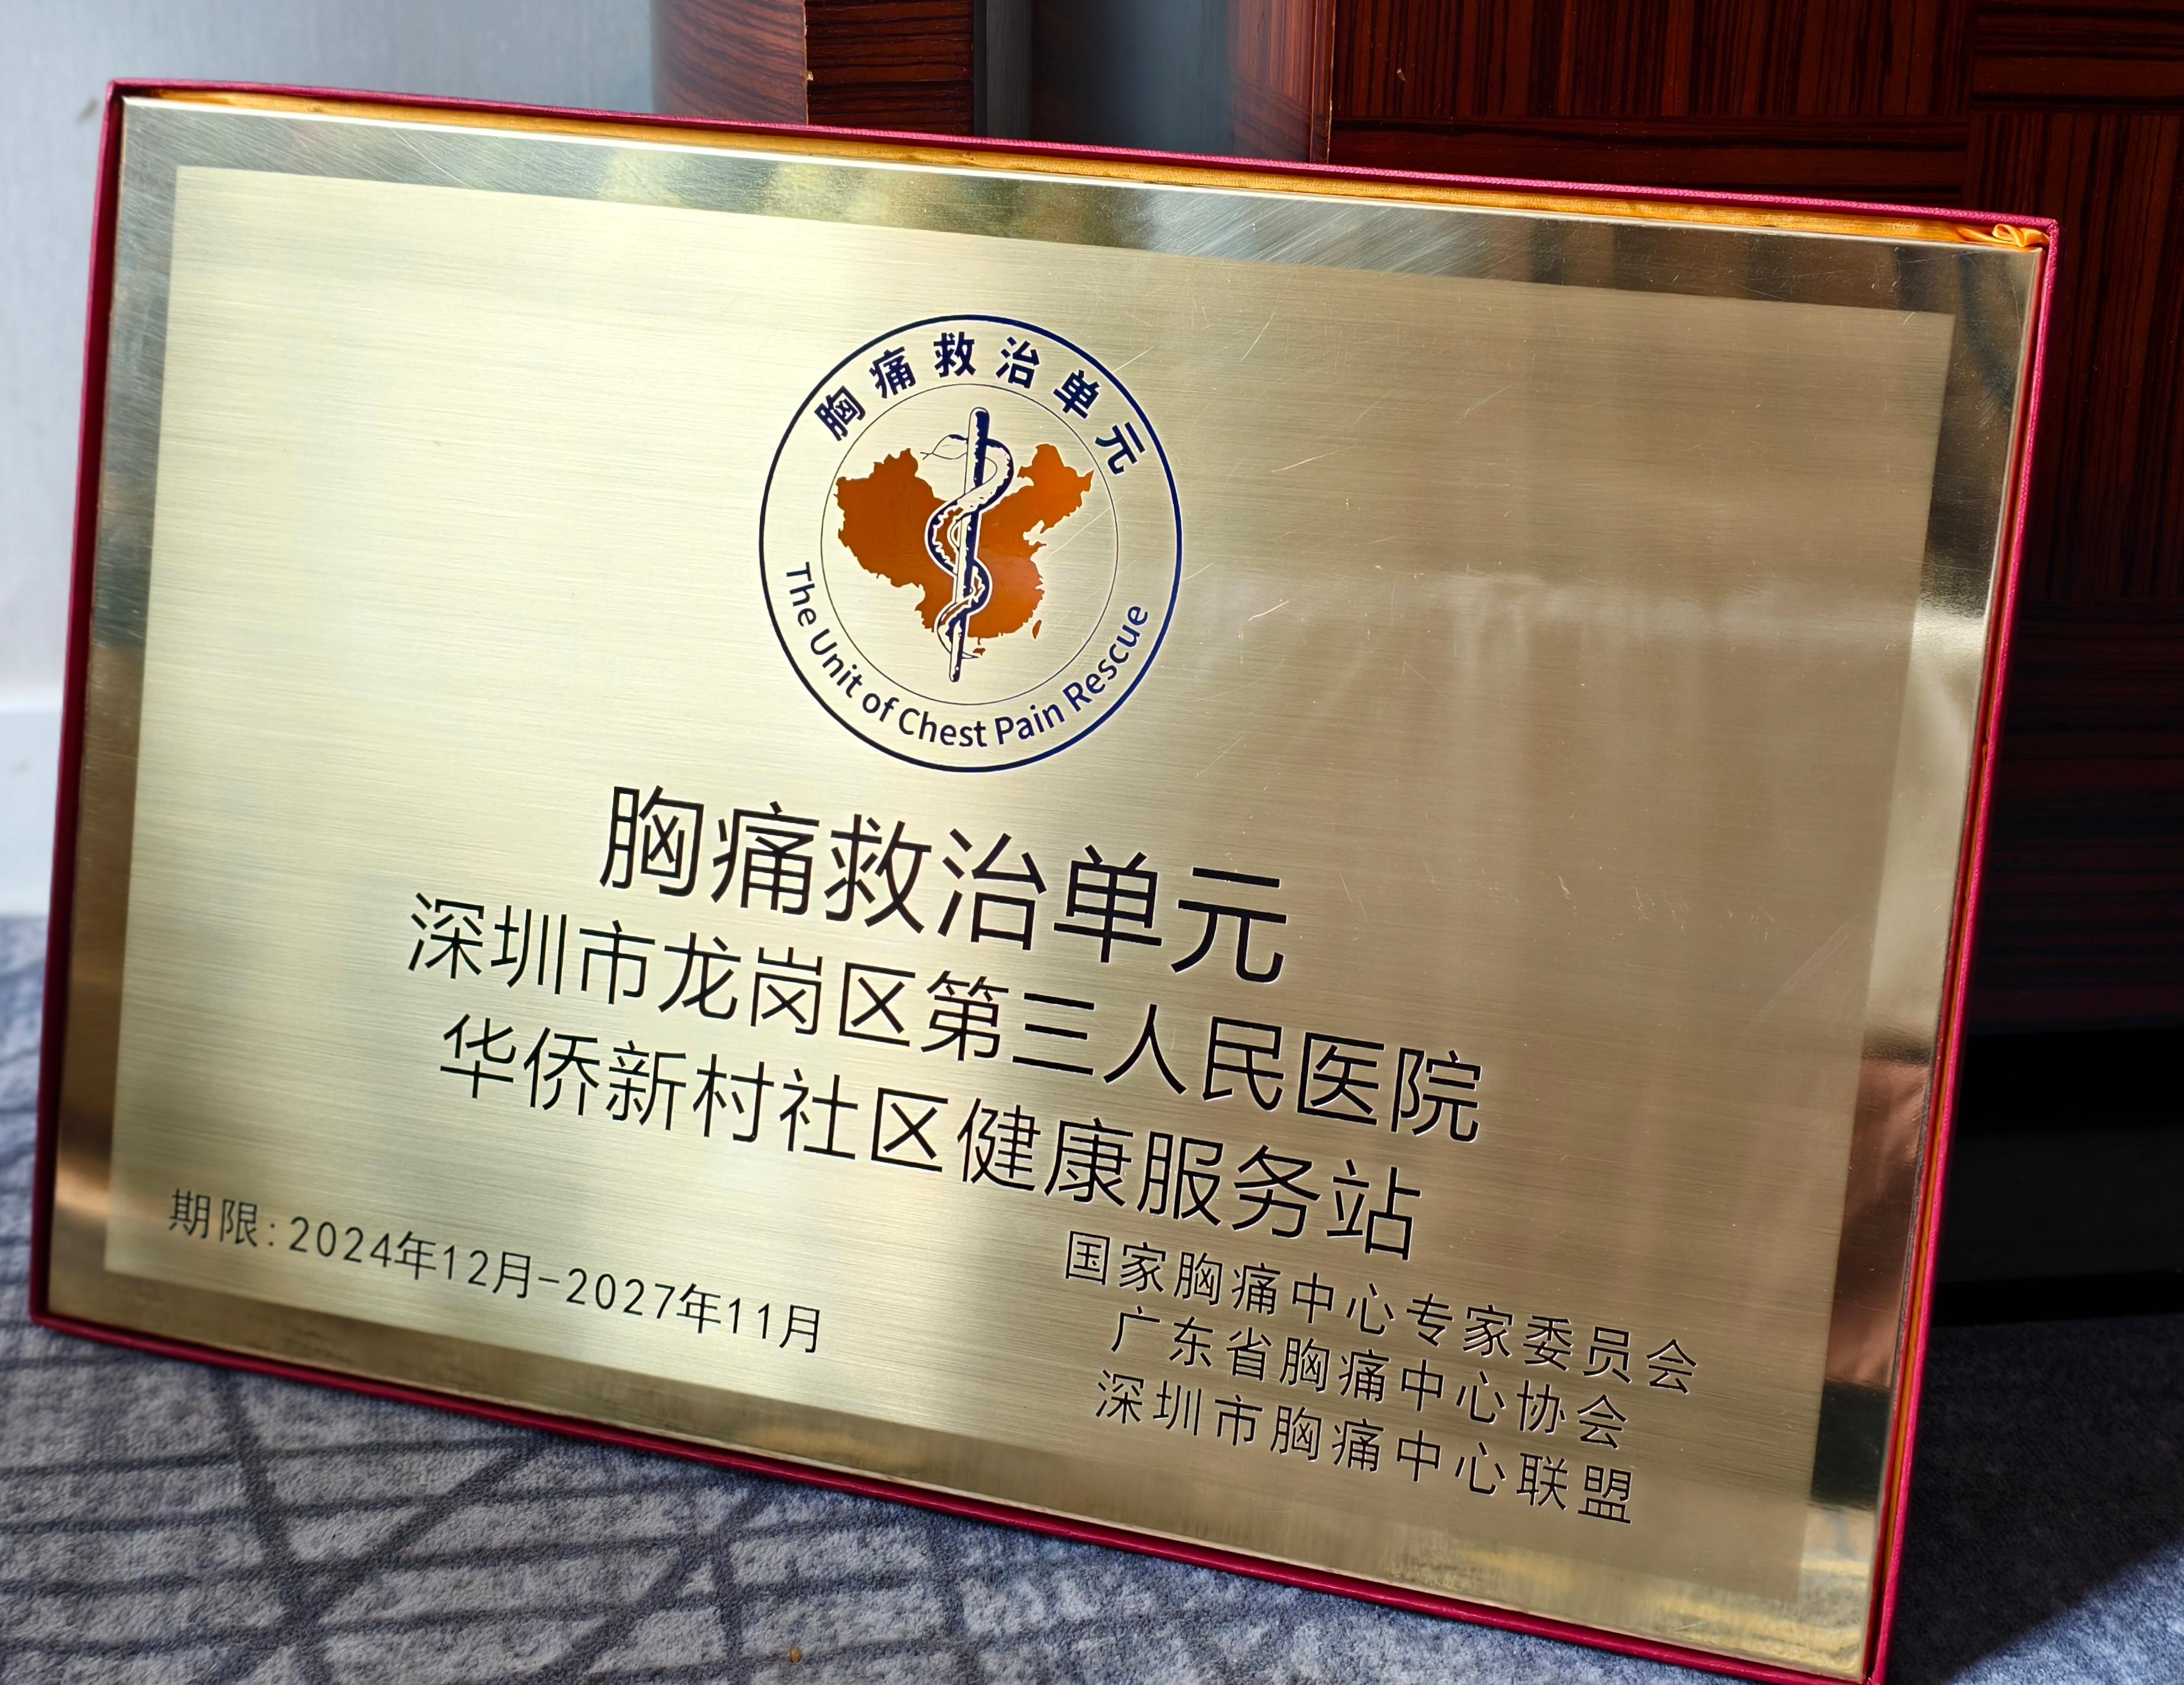 胸痛救治单元
The Unit of Chest Pain Rescue
胸痛救治单元
深圳市龙岗区第三人民医院
华侨新村社区健康服务站
期限:2024年12月-2027年11月
国家胸痛中心专家委员会
广东省胸痛中心协会
深圳市胸痛中心联盟